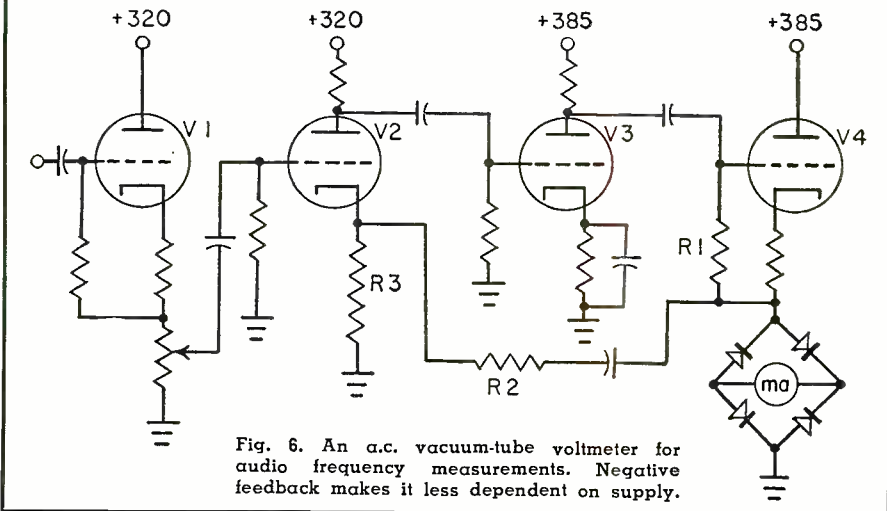 +320
+320
+385
+385
V1
V2
V3
V4
R1
R3
R2
ma
Fig. 6. An a.c. vacuum-tube voltmeter for
audio frequency measurements. Negative
feedback makes it less dependent on supply.